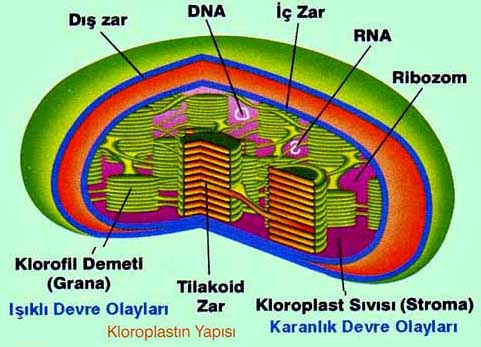 DNA
İç Zar
Dış zar
RNA
Ribozom
Klorofil Demeti
(Grana)
Tilakoid
Zar
Kloroplast Sıvısı (Stroma)
Işıklı Devre Olayları
Kloroplastın Yapısı
Karanlık Devre Olayları